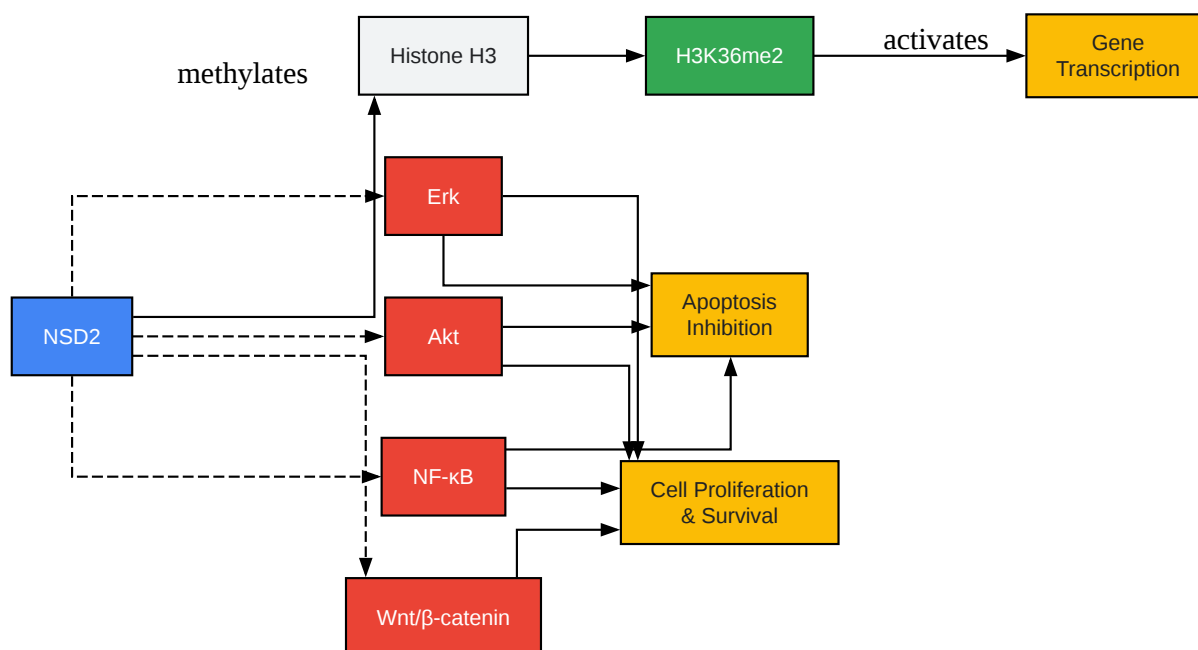 methylates
Histone H3
H3K36me2
activates
Gene
Transcription
Erk
NSD2
Akt
Apoptosis
Inhibition
NF-κB
Cell Proliferation
& Survival
Wnt/β-catenin